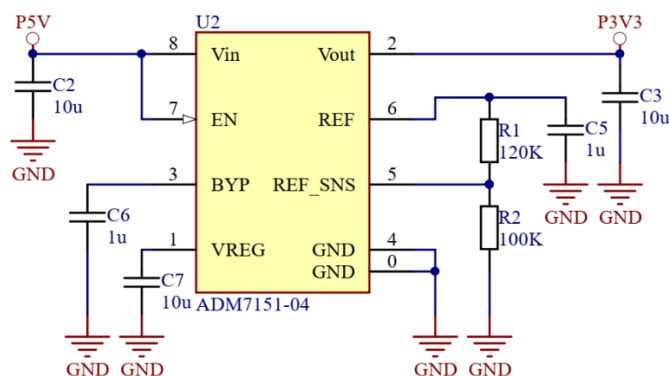 P5V
U2
P3V3
8
Vin
Vout
2
C2
10u
C3
10u
7
EN
REF
6
R1
120K
C5
1u
GND
3
BYP
REF_SNS
5
GND
GND
C6
1u
R2
100K
1
VREG
GND
4
GND
0
C7
10u
ADM7151-04
GND
GND
GND
GND